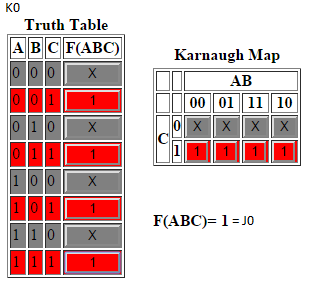 K0
Truth Table
A B C F(ABC)
0 0 0 X
0 0 1 1
0 1 0 X
0 1 1 1
1 0 0 X
1 0 1 1
1 1 0 X
1 1 1 1
Karnaugh Map
AB
00 01 11 10
C 0 X X X X
1 1 1 1 1
F(ABC)= 1 = J0